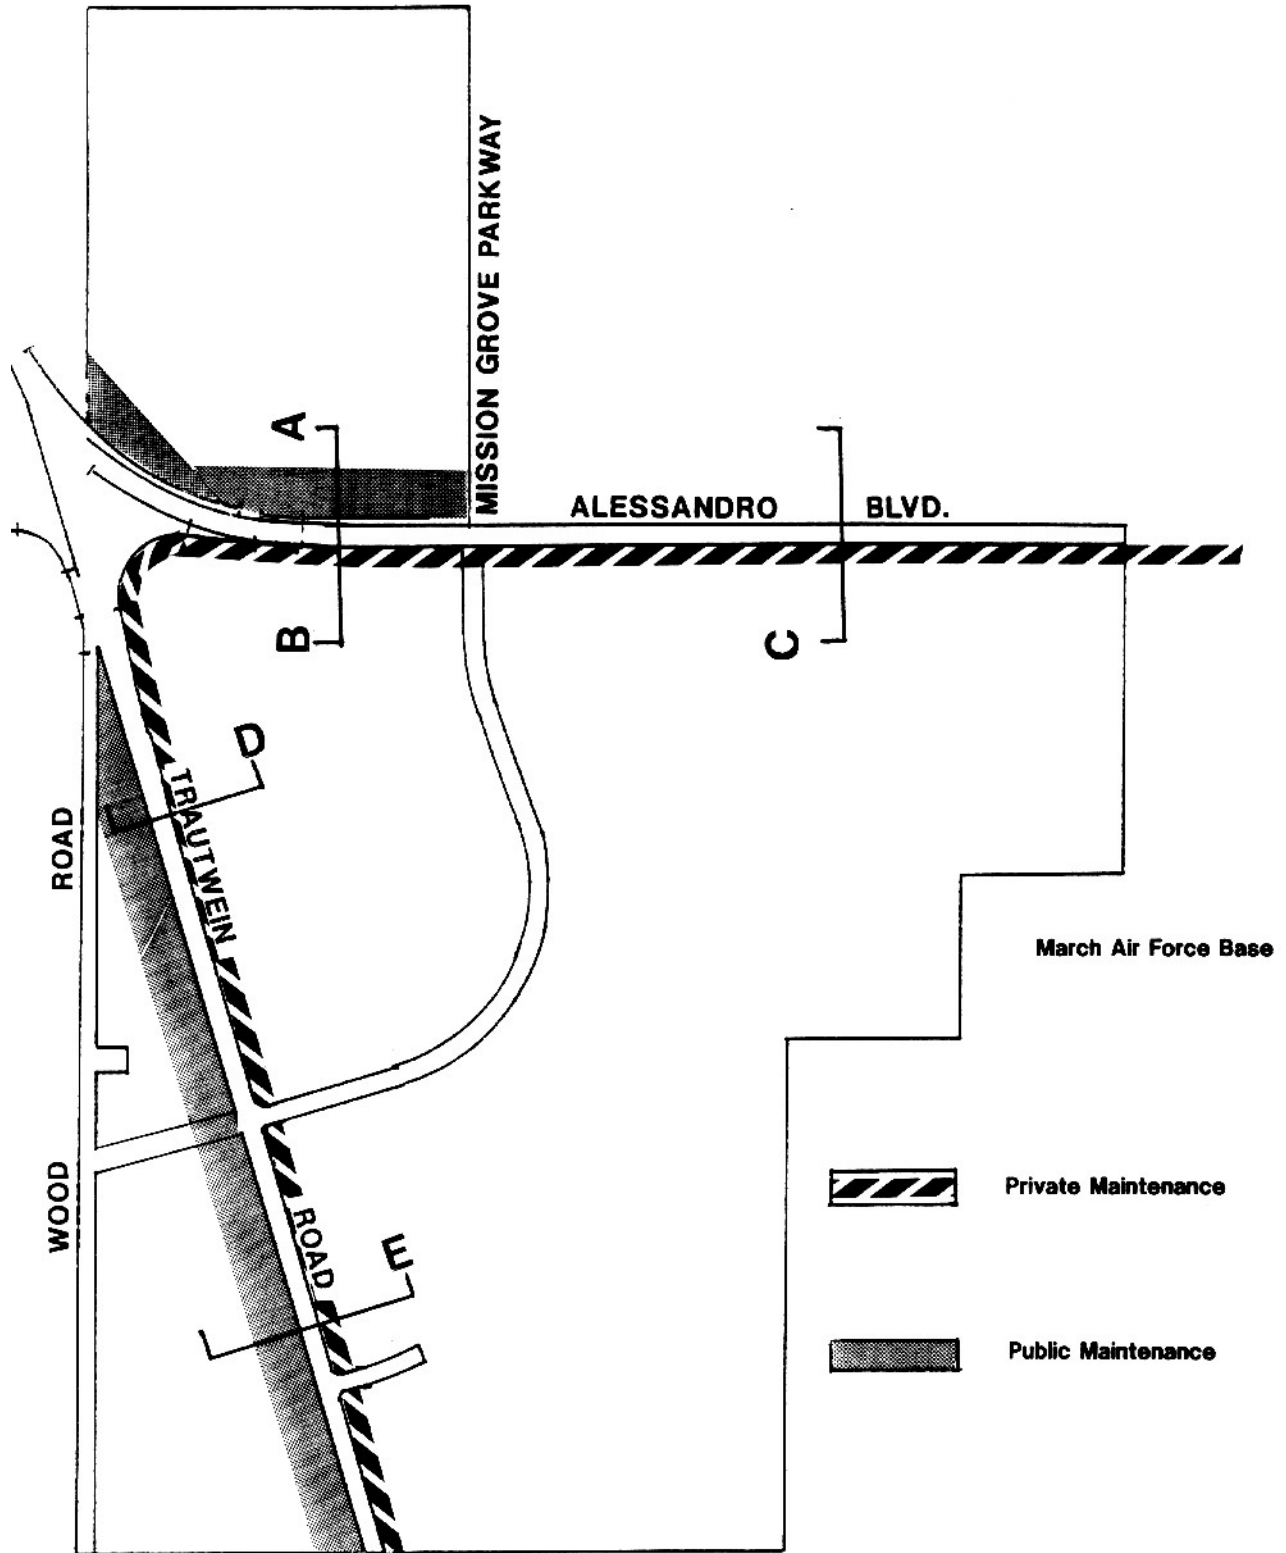 MISSION GROVE PARKWAY
A
ALESSANDRO BLVD.
B
C
D
TRAUTWEIN
ROAD
March Air Force Base
WOOD
Private Maintenance
ROAD
E
Public Maintenance